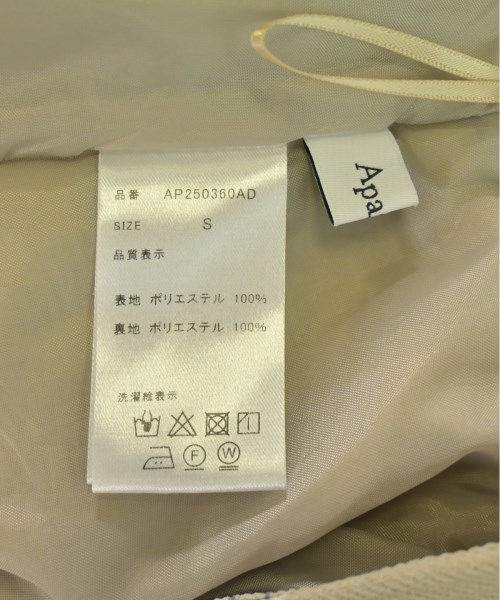 品番 AP250360AD
SIZE S
品質表示
表地 ポリエステル 100%
裏地 ポリエステル 100%
洗濯絵表示
F W
Apa